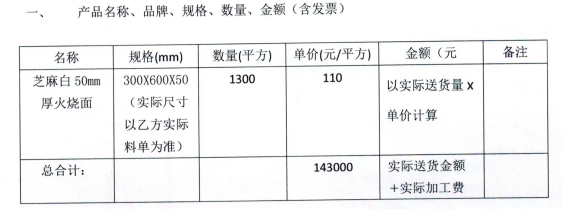 一、 产品名称、品牌、规格、数量、金额（含发票）
名称 规格(mm) 数量(平方) 单价(元/平方) 金额（元 备注
芝麻白 50mm 300X600X50 1300 110 以实际送货量 x
厚火烧面 （实际尺寸 单价计算
以乙方实际
料单为准）
总合计: 143000 实际送货金额
+实际加工费